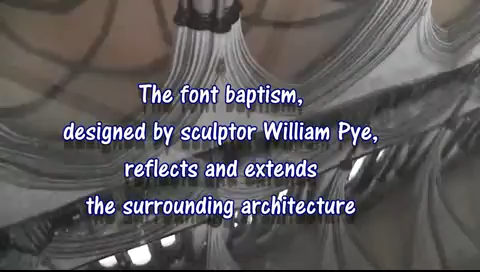 The font baptism,
designed by sculptor William Pye,
reflects and extends
the surrounding architecture